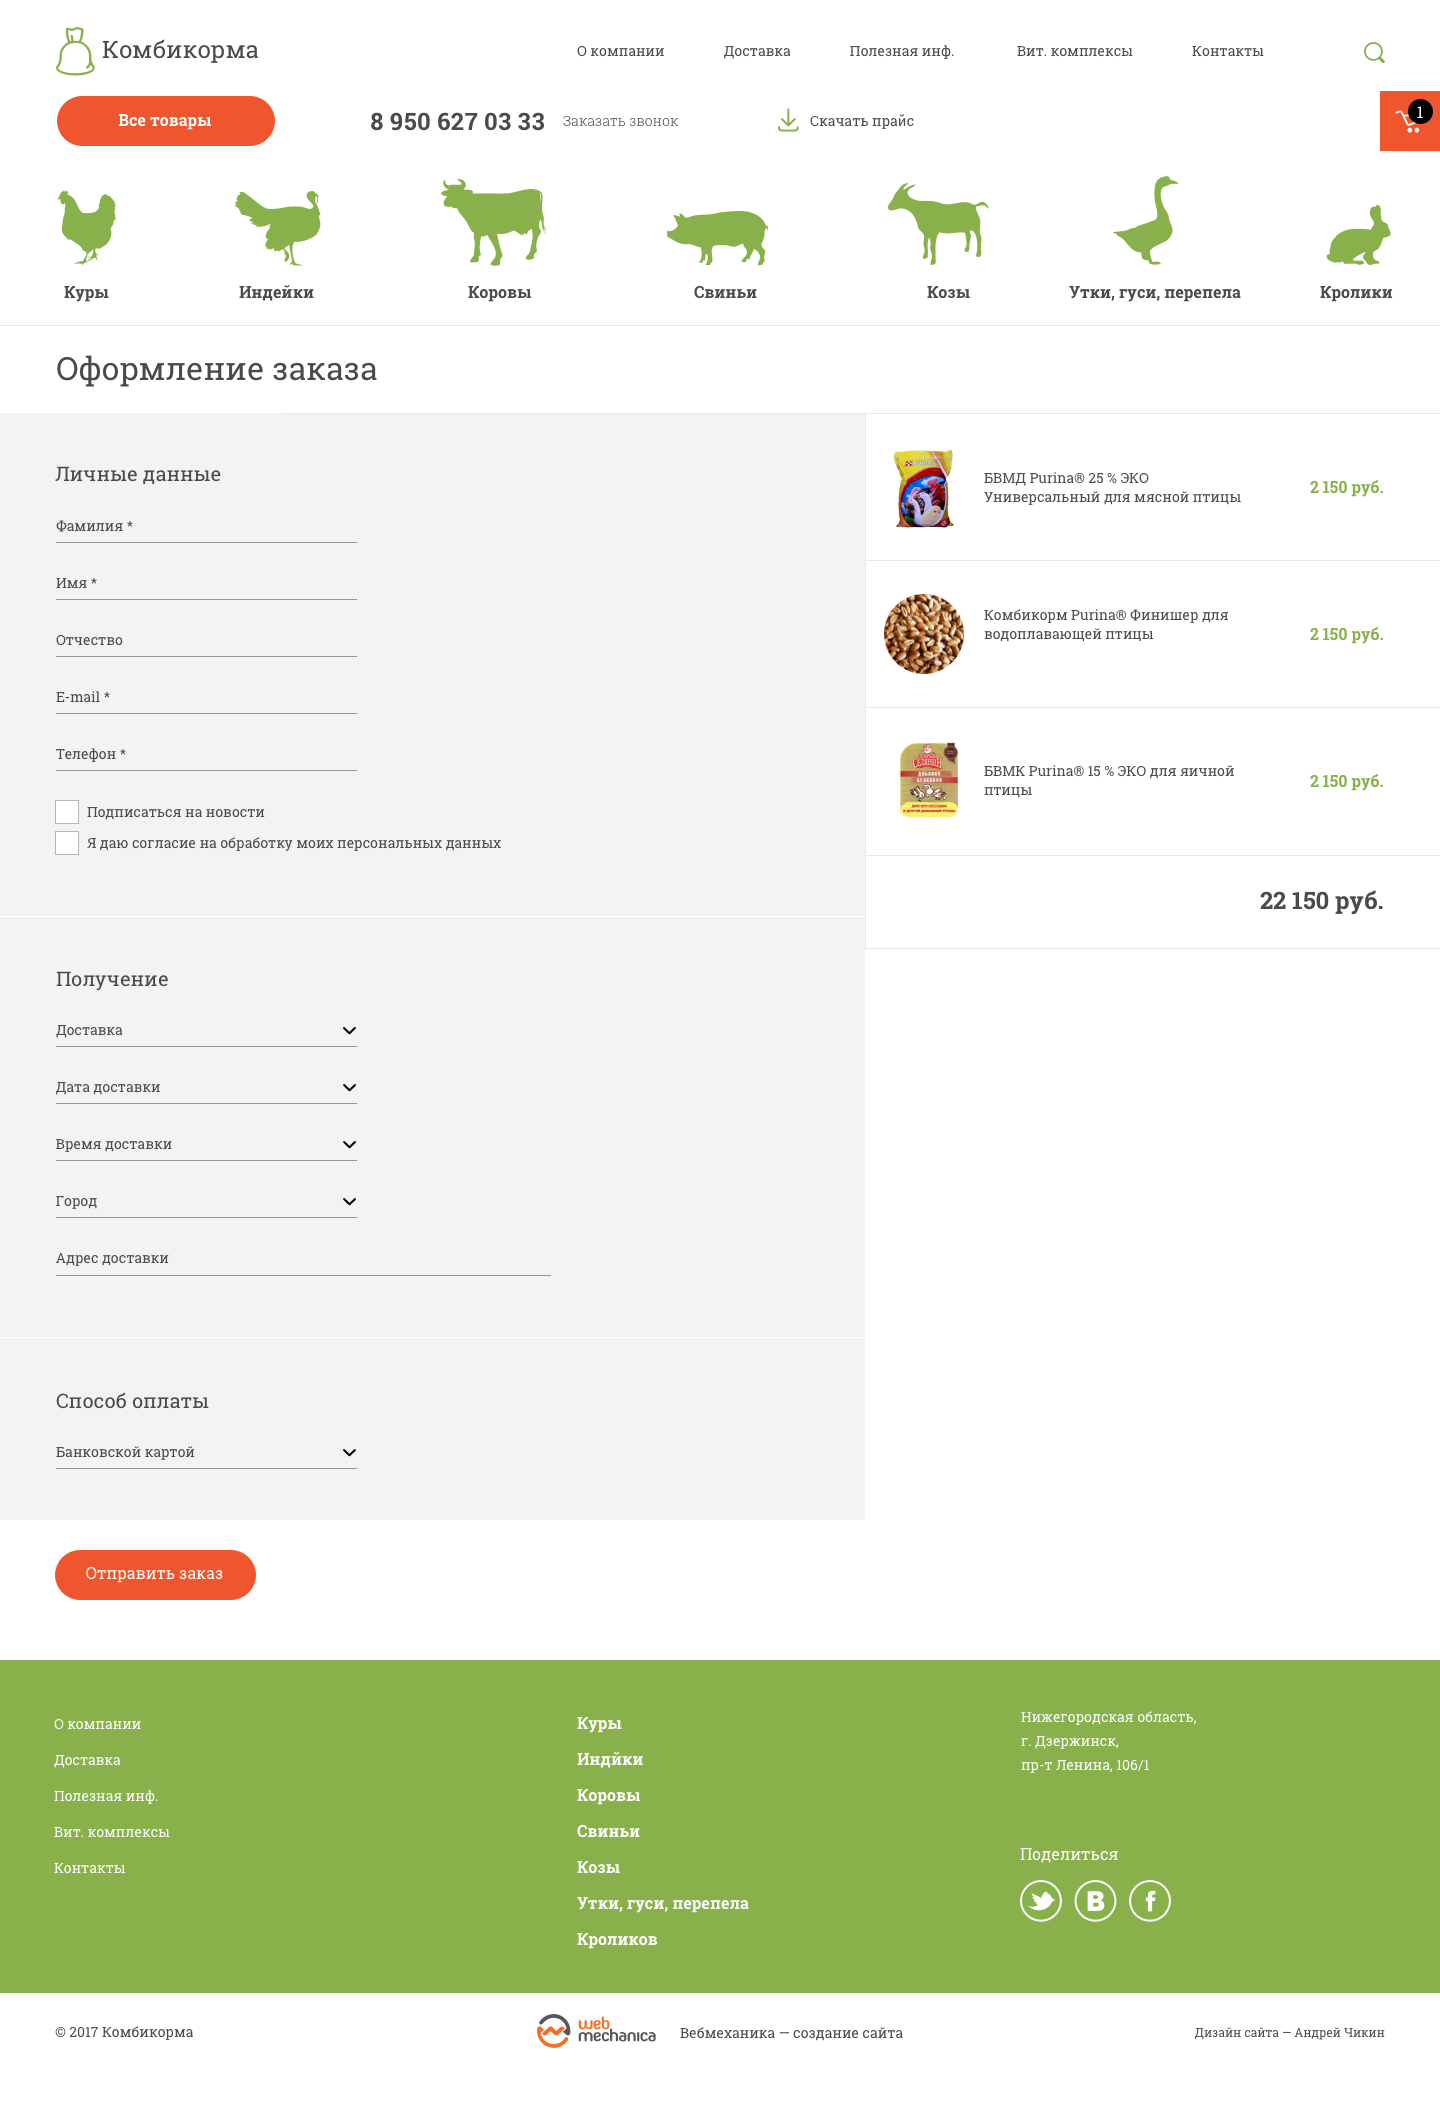 Комбикорма
О компании
Доставка
Полезная инф.
Вит. комплексы
Контакты
Все товары
8 950 627 03 33
Заказать звонок
Скачать прайс
1
Куры
Индейки
Коровы
Свиньи
Козы
Утки, гуси, перепела
Кролики
Оформление заказа
Личные данные
Фамилия *
Имя *
Отчество
E-mail *
Телефон *
Подписаться на новости
Я даю согласие на обработку моих персональных данных
БВМД Purina® 25 % ЭКО
Универсальный для мясной птицы
2 150 руб.
Комбикорм Purina® Финишер для
водоплавающей птицы
2 150 руб.
СЕЛЯНИН
ДОБАВКА
БЕЛКОВАЯ
БВМК Purina® 15 % ЭКО для яичной
птицы
2 150 руб.
22 150 руб.
Получение
Доставка
Дата доставки
Время доставки
Город
Адрес доставки
Способ оплаты
Банковской картой
Отправить заказ
О компании
Доставка
Полезная инф.
Вит. комплексы
Контакты
Куры
Индйки
Коровы
Свиньи
Козы
Утки, гуси, перепела
Кроликов
Нижегородская область,
г. Дзержинск,
пр-т Ленина, 106/1
Поделиться
© 2017 Комбикорма
web
mechanica
Вебмеханика — создание сайта
Дизайн сайта — Андрей Чикин